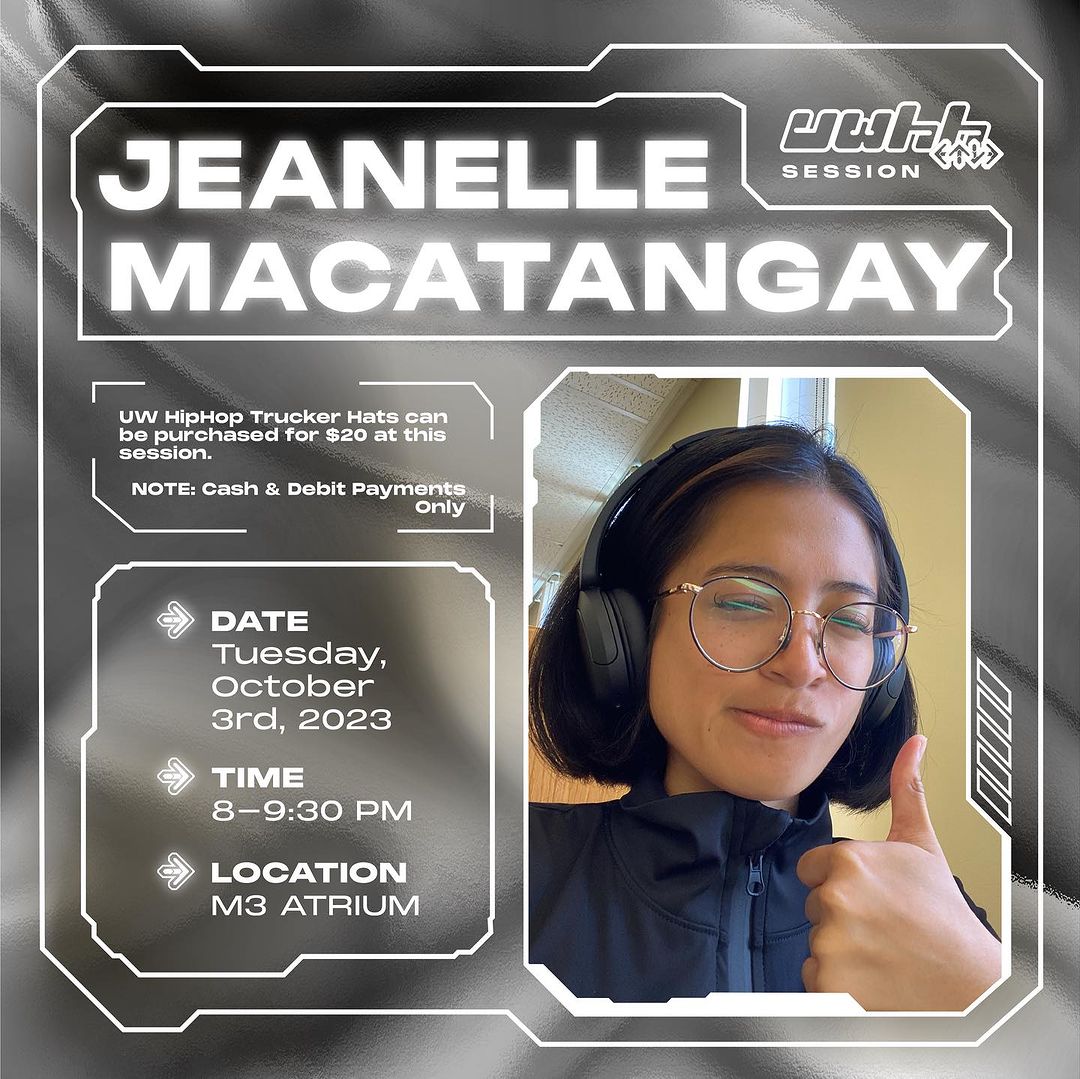 JEANELLE
MACATANGAY
uwhh
SESSION
UW HipHop Trucker Hats can
be purchased for $20 at this
session.
NOTE: Cash & Debit Payments
Only
DATE
Tuesday,
October
3rd, 2023
TIME
8–9:30 PM
LOCATION
M3 ATRIUM